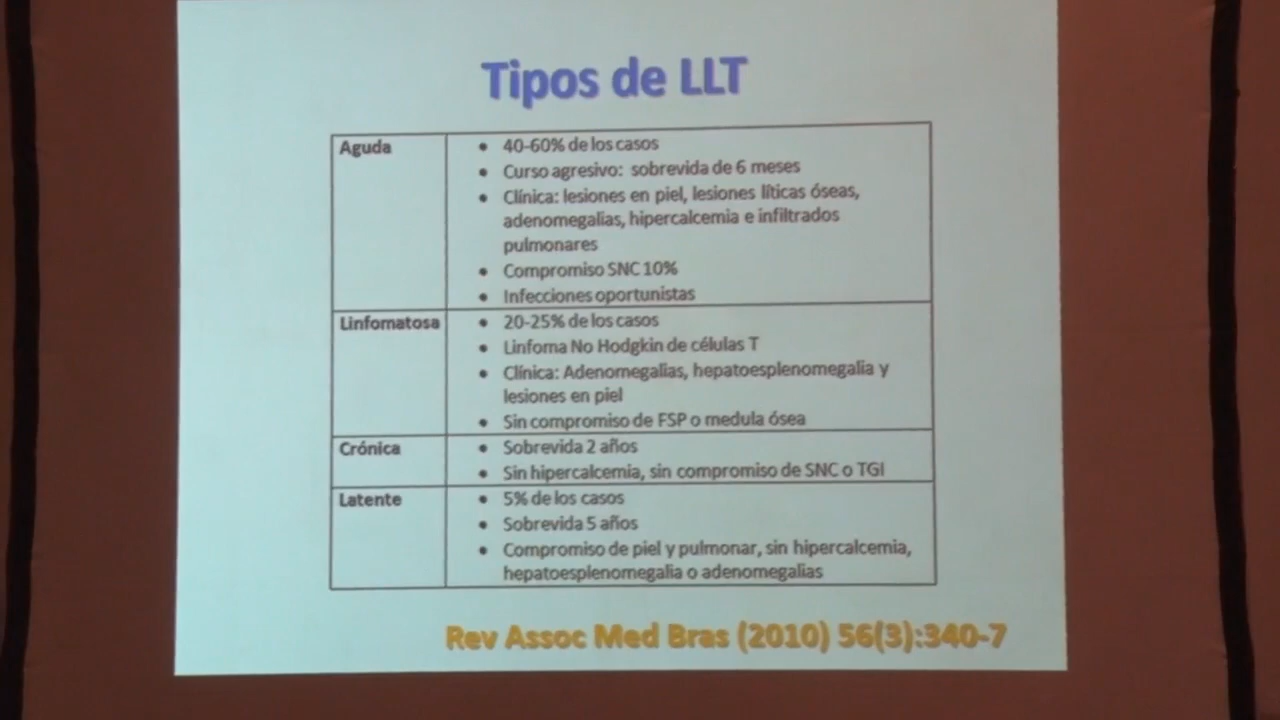 Tipos de LLT
Aguda
• 40-60% de los casos
• Curso agresivo: sobrevida de 6 meses
• Clínica: lesiones en piel, lesiones líticas óseas,
adenomegalias, hipercalcemia e infiltrados
pulmonares
• Compromiso SNC 10%
• Infecciones oportunistas
Linfomatosa
• 20-25% de los casos
• Linfoma No Hodgkin de células T
• Clínica: Adenomegalias, hepatoesplenomegalia y
lesiones en piel
• Sin compromiso de FSP o medula ósea
Crónica
• Sobrevida 2 años
• Sin hipercalcemia, sin compromiso de SNC o TGI
Latente
• 5% de los casos
• Sobrevida 5 años
• Compromiso de piel y pulmonar, sin hipercalcemia,
hepatoesplenomegalia o adenomegalias
Rev Assoc Med Bras (2010) 56(3):340-7